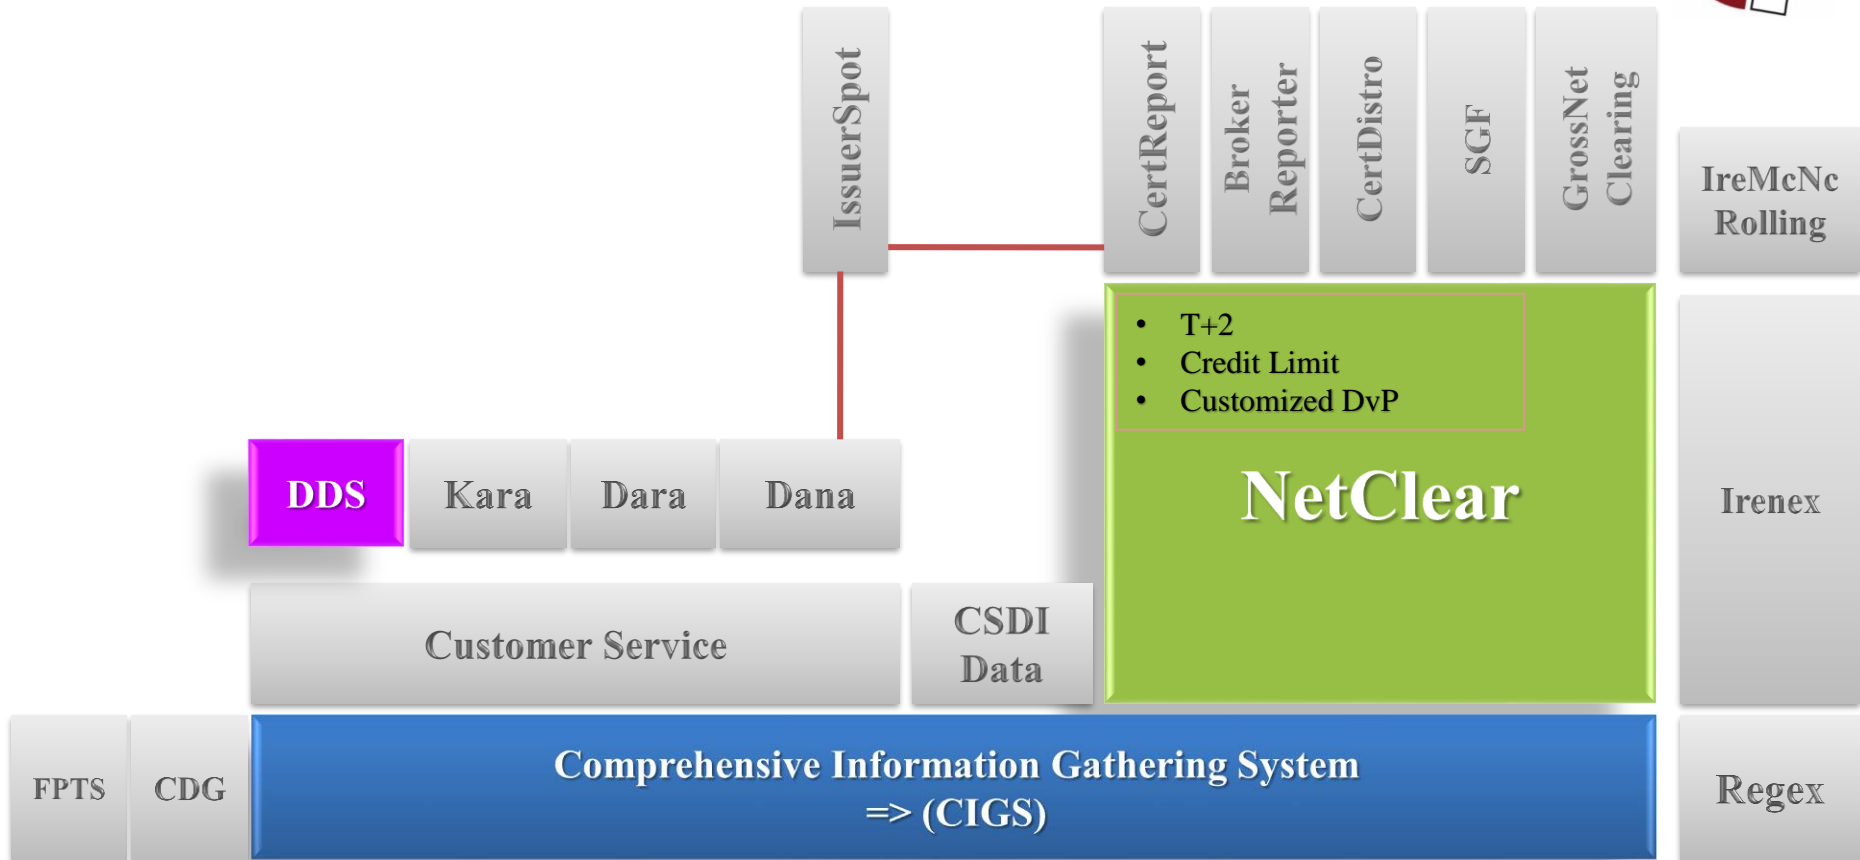 IssuerSpot
CertReport
Broker
Reporter
CertDistro
SGF
GrossNet
Clearing
IreMcNc
Rolling
• T+2
• Credit Limit
• Customized DvP
NetClear
Irenex
DDS
Kara
Dara
Dana
Customer Service
CSDI
Data
FPTS
CDG
Comprehensive Information Gathering System
=> (CIGS)
Regex